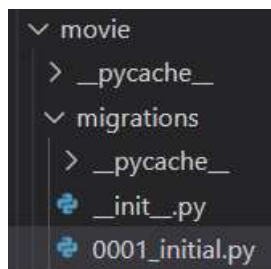 movie
__pycache__
migrations
__pycache__
__init__.py
0001_initial.py